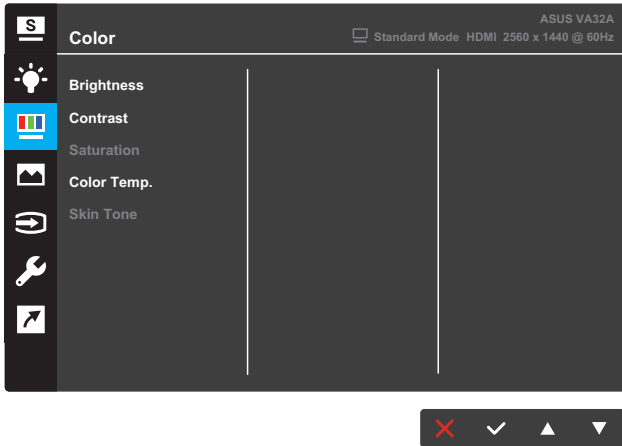 S
ASUS VA32A
Color
Standard Mode HDMI 2560 x 1440 @ 60Hz
Brightness
Contrast
Saturation
Color Temp.
Skin Tone